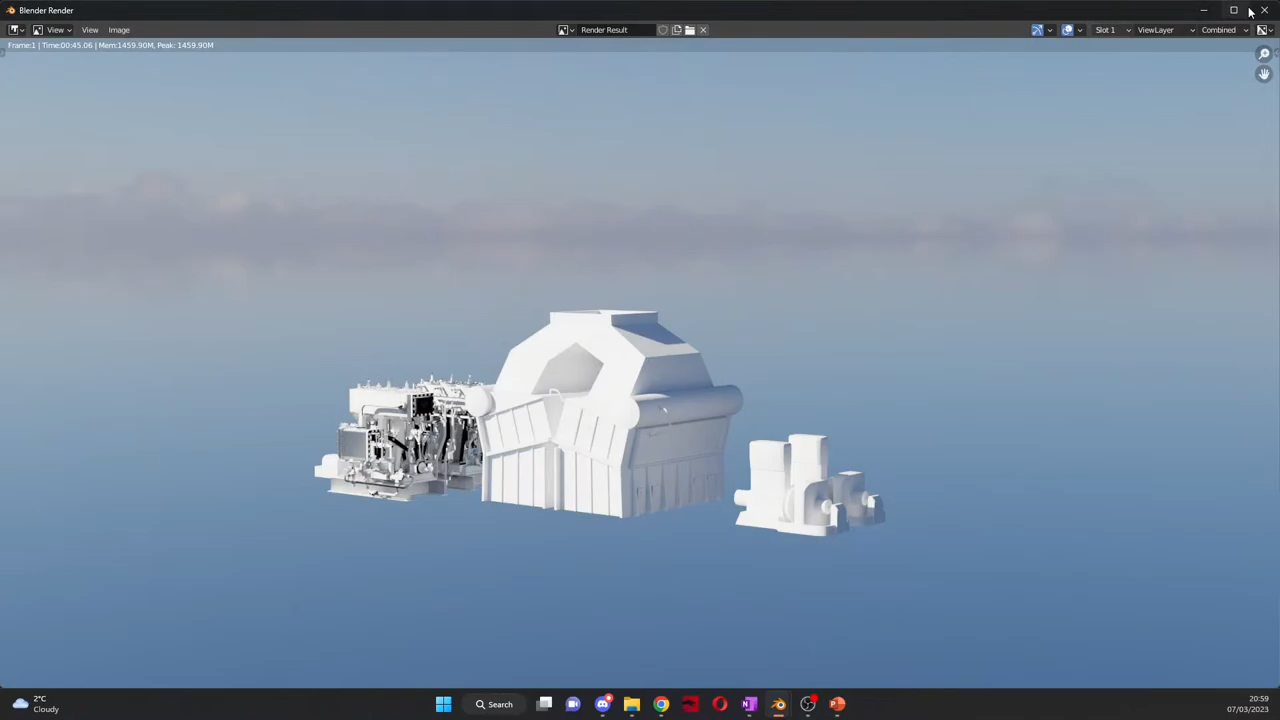 Blender Render
View View Image Render Result Slot 1 ViewLayer Combined
Frame:1 | Time:00:45.06 | Mem:1459.90M, Peak: 1459.90M
2°C
Cloudy
Search
20:59
07/03/2023